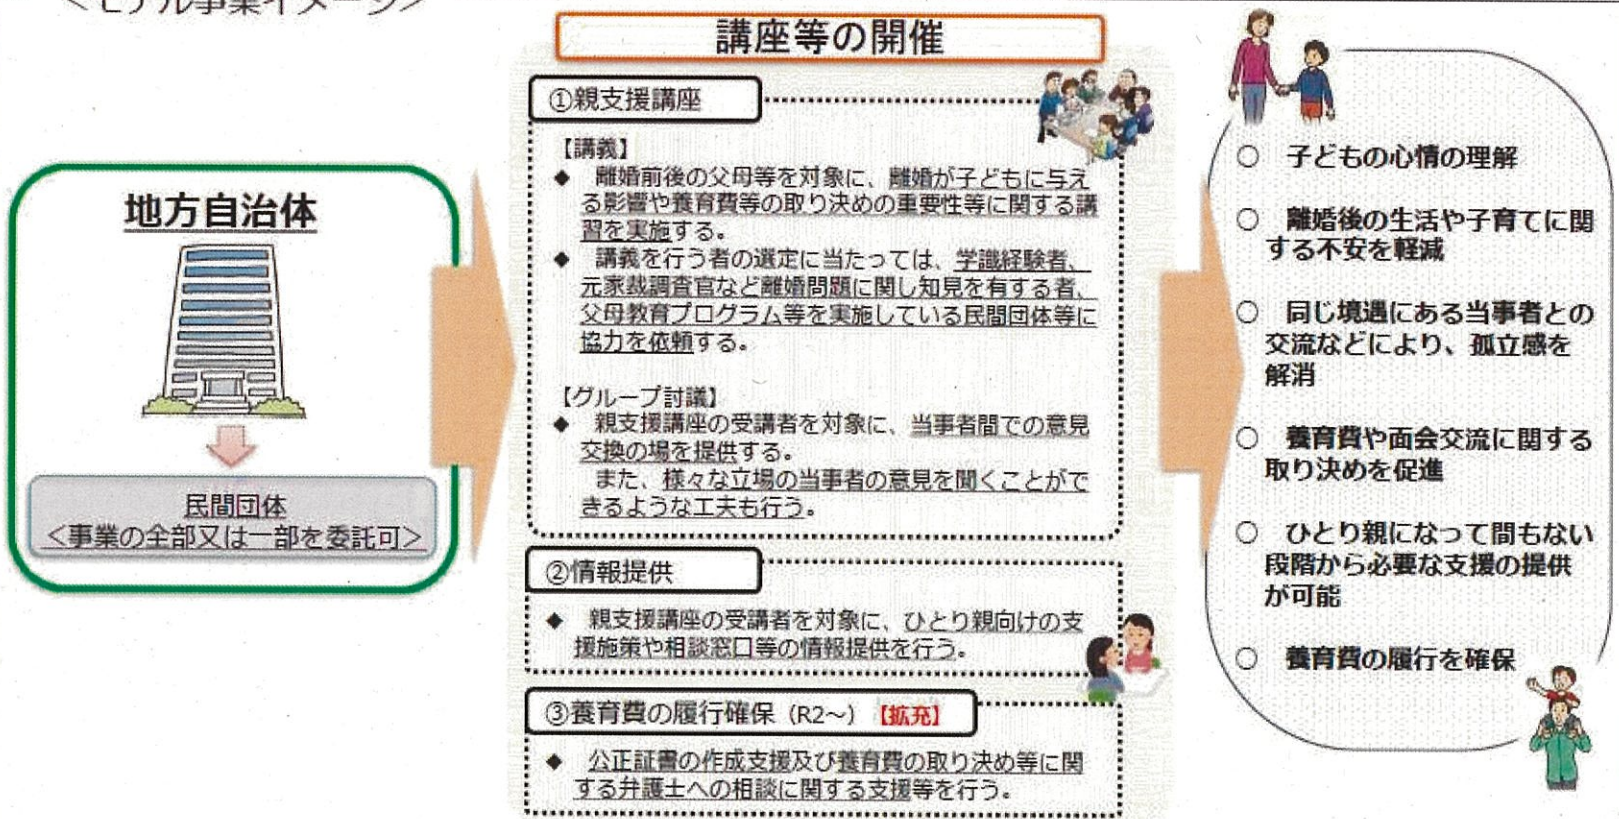 <モデル事業イメージ>
講座等の開催
地方自治体
民間団体
<事業の全部又は一部を委託可>
①親支援講座
【講義】
◆ 離婚前後の父母等を対象に、離婚が子どもに与え
る影響や養育費等の取り決めの重要性等に関する講
習を実施する。
◆ 講義を行う者の選定に当たっては、学識経験者、
元家裁調査官など離婚問題に関し知見を有する者、
父母教育プログラム等を実施している民間団体等に
協力を依頼する。
【グループ討議】
◆ 親支援講座の受講者を対象に、当事者間での意見
交換の場を提供する。
また、様々な立場の当事者の意見を聞くことがで
きるような工夫も行う。
②情報提供
◆ 親支援講座の受講者を対象に、ひとり親向けの支
援施策や相談窓口等の情報提供を行う。
③養育費の履行確保（R2～）【拡充】
◆ 公正証書の作成支援及び養育費の取り決め等に関
する弁護士への相談に関する支援等を行う。
○ 子どもの心情の理解
○ 離婚後の生活や子育てに関
する不安を軽減
○ 同じ境遇にある当事者との
交流などにより、孤立感を
解消
○ 養育費や面会交流に関する
取り決めを促進
○ ひとり親になって間もない
段階から必要な支援の提供
が可能
○ 養育費の履行を確保